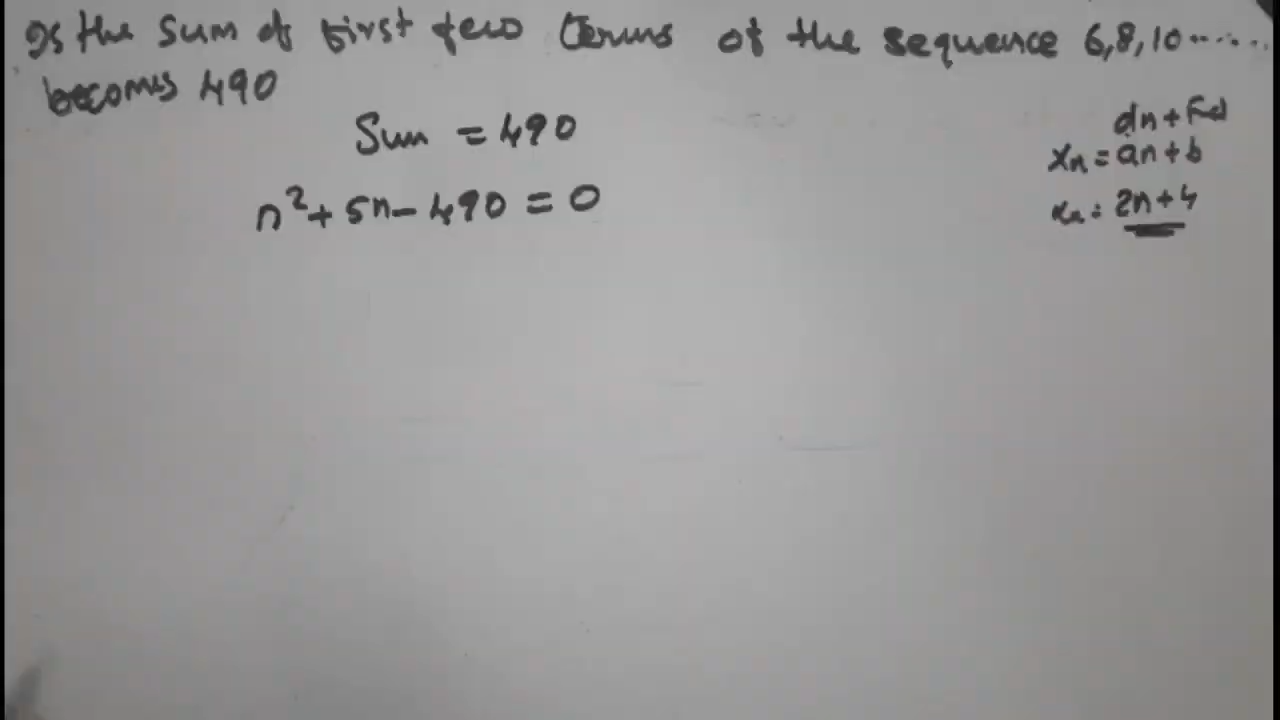 Is the sum of first few terms of the sequence 6,8,10.....
becomes 490
Sum = 490
n²+5n-490=0
dn+f-d
xₙ=an+b
xₙ=2n+4